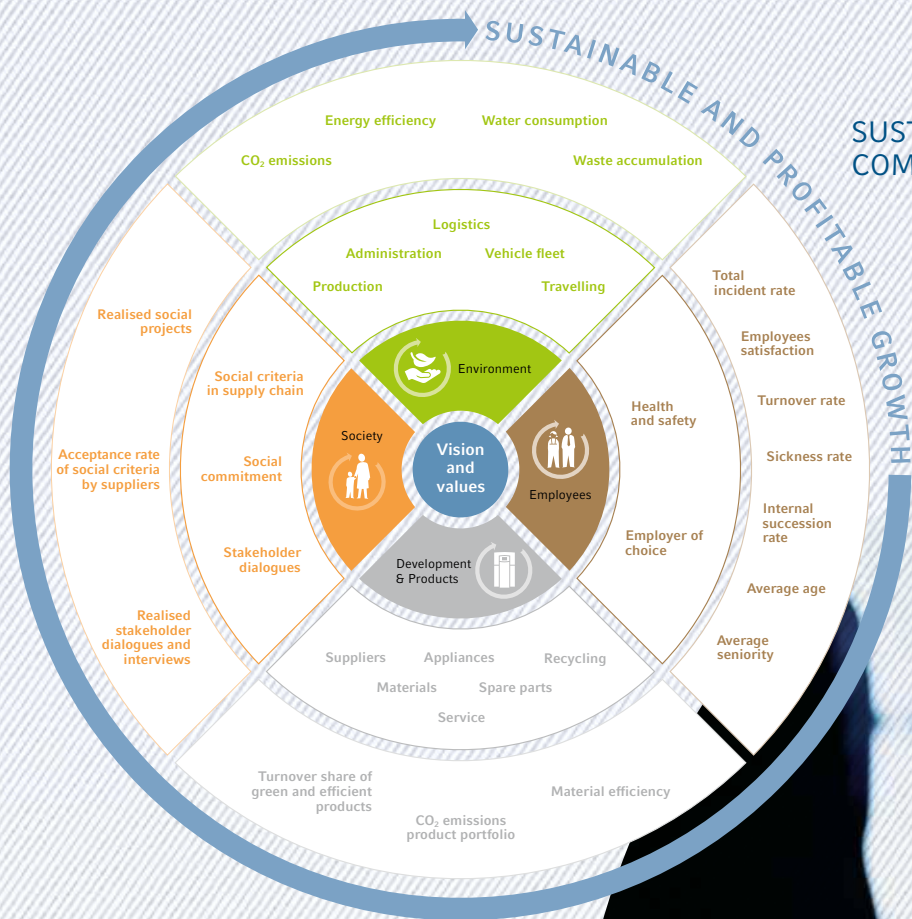 SUSTAINABLE AND PROFITABLE GROWTH
Energy efficiency
Water consumption
CO₂ emissions
Waste accumulation
Logistics
Administration
Vehicle fleet
Production
Travelling
Environment
Realised social
projects
Acceptance rate
of social criteria
by suppliers
Realised
stakeholder
dialogues and
interviews
Social criteria
in supply chain
Social
commitment
Stakeholder
dialogues
Society
Vision
and
values
Employees
Health
and safety
Employer of
choice
Total
incident rate
Employees
satisfaction
Turnover rate
Sickness rate
Internal
succession
rate
Average age
Average
seniority
Development
& Products
Suppliers
Appliances
Recycling
Materials
Spare parts
Service
Turnover share of
green and efficient
products
CO₂ emissions
product portfolio
Material efficiency